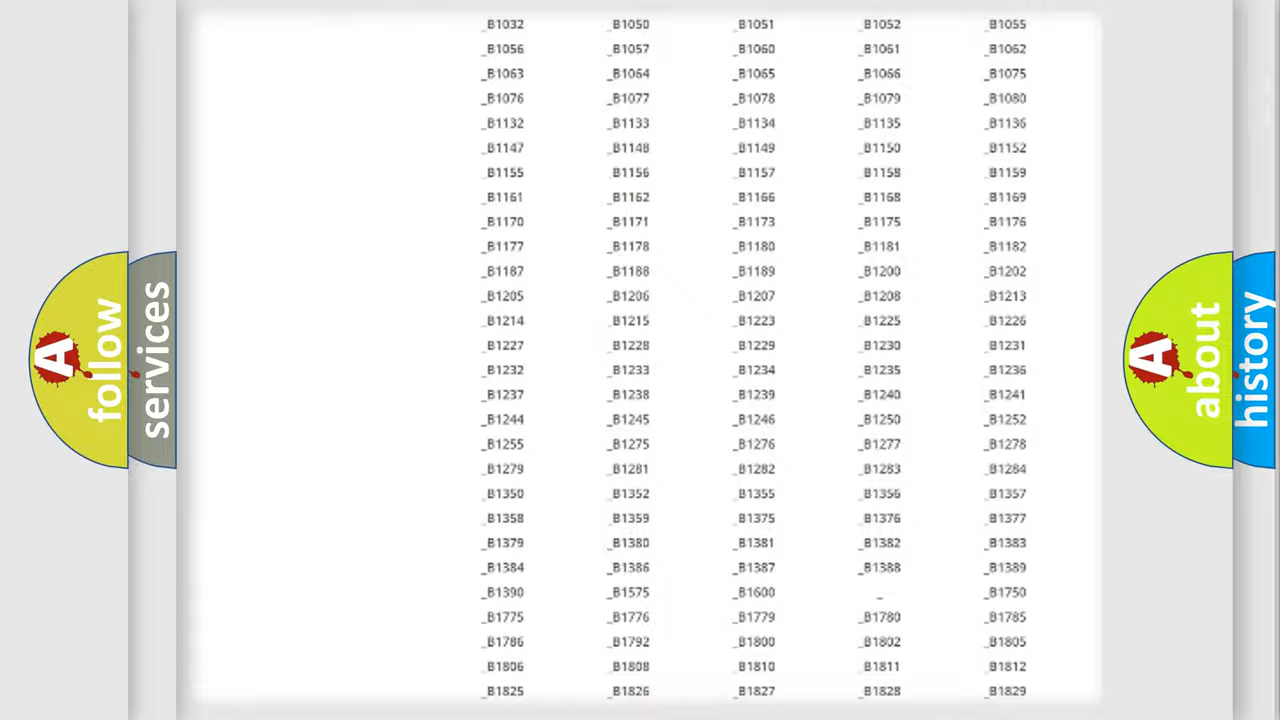 _B1032 _B1050 _B1051 _B1052 _B1055
_B1056 _B1057 _B1060 _B1061 _B1062
_B1063 _B1064 _B1065 _B1066 _B1075
_B1076 _B1077 _B1078 _B1079 _B1080
_B1132 _B1133 _B1134 _B1135 _B1136
_B1147 _B1148 _B1149 _B1150 _B1152
_B1155 _B1156 _B1157 _B1158 _B1159
_B1161 _B1162 _B1166 _B1168 _B1169
_B1170 _B1171 _B1173 _B1175 _B1176
_B1177 _B1178 _B1180 _B1181 _B1182
_B1187 _B1188 _B1189 _B1200 _B1202
_B1205 _B1206 _B1207 _B1208 _B1213
_B1214 _B1215 _B1223 _B1225 _B1226
_B1227 _B1228 _B1229 _B1230 _B1231
_B1232 _B1233 _B1234 _B1235 _B1236
_B1237 _B1238 _B1239 _B1240 _B1241
_B1244 _B1245 _B1246 _B1250 _B1252
_B1255 _B1275 _B1276 _B1277 _B1278
_B1279 _B1281 _B1282 _B1283 _B1284
_B1350 _B1352 _B1355 _B1356 _B1357
_B1358 _B1359 _B1375 _B1376 _B1377
_B1379 _B1380 _B1381 _B1382 _B1383
_B1384 _B1386 _B1387 _B1388 _B1389
_B1390 _B1575 _B1600 _ _B1750
_B1775 _B1776 _B1779 _B1780 _B1785
_B1786 _B1792 _B1800 _B1802 _B1805
_B1806 _B1808 _B1810 _B1811 _B1812
_B1825 _B1826 _B1827 _B1828 _B1829
A
follow
services
A
about
history